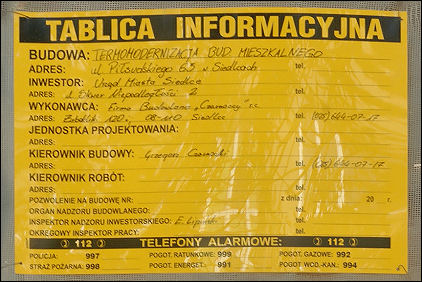 TABLICA INFORMACYJNA
BUDOWA: TERMOMODERNIZACJA BUD MIESZKALNEGO
ADRES: ul Piłsudskiego 65 w Siedlcach tel.
INWESTOR: Urząd Miasta Siedlce
ADRES: ul. Skwer Niepodległości 2 tel.
WYKONAWCA: Firma Budowlana s.c
ADRES: 08-110 Siedlce tel. (025) 644-07-17
JEDNOSTKA PROJEKTOWANIA:
ADRES: tel.
KIEROWNIK BUDOWY: Grzegorz
ADRES: tel. (025) 644-07-17
KIEROWNIK ROBÓT:
ADRES: tel.
POZWOLENIE NA BUDOWĘ NR: z dnia: 20 r.
ORGAN NADZORU BUDOWLANEGO: tel.
INSPEKTOR NADZORU INWESTORSKIEGO: E. tel.
OKRĘGOWY INSPEKTOR PRACY: tel.
112 TELEFONY ALARMOWE: 112
POLICJA: 997 POGOT. RATUNKOWE: 999 POGOT. GAZOWE: 992
STRAŻ POŻARNA: 998 POGOT. ENERGET.: 991 POGOT. WOD.-KAN.: 994